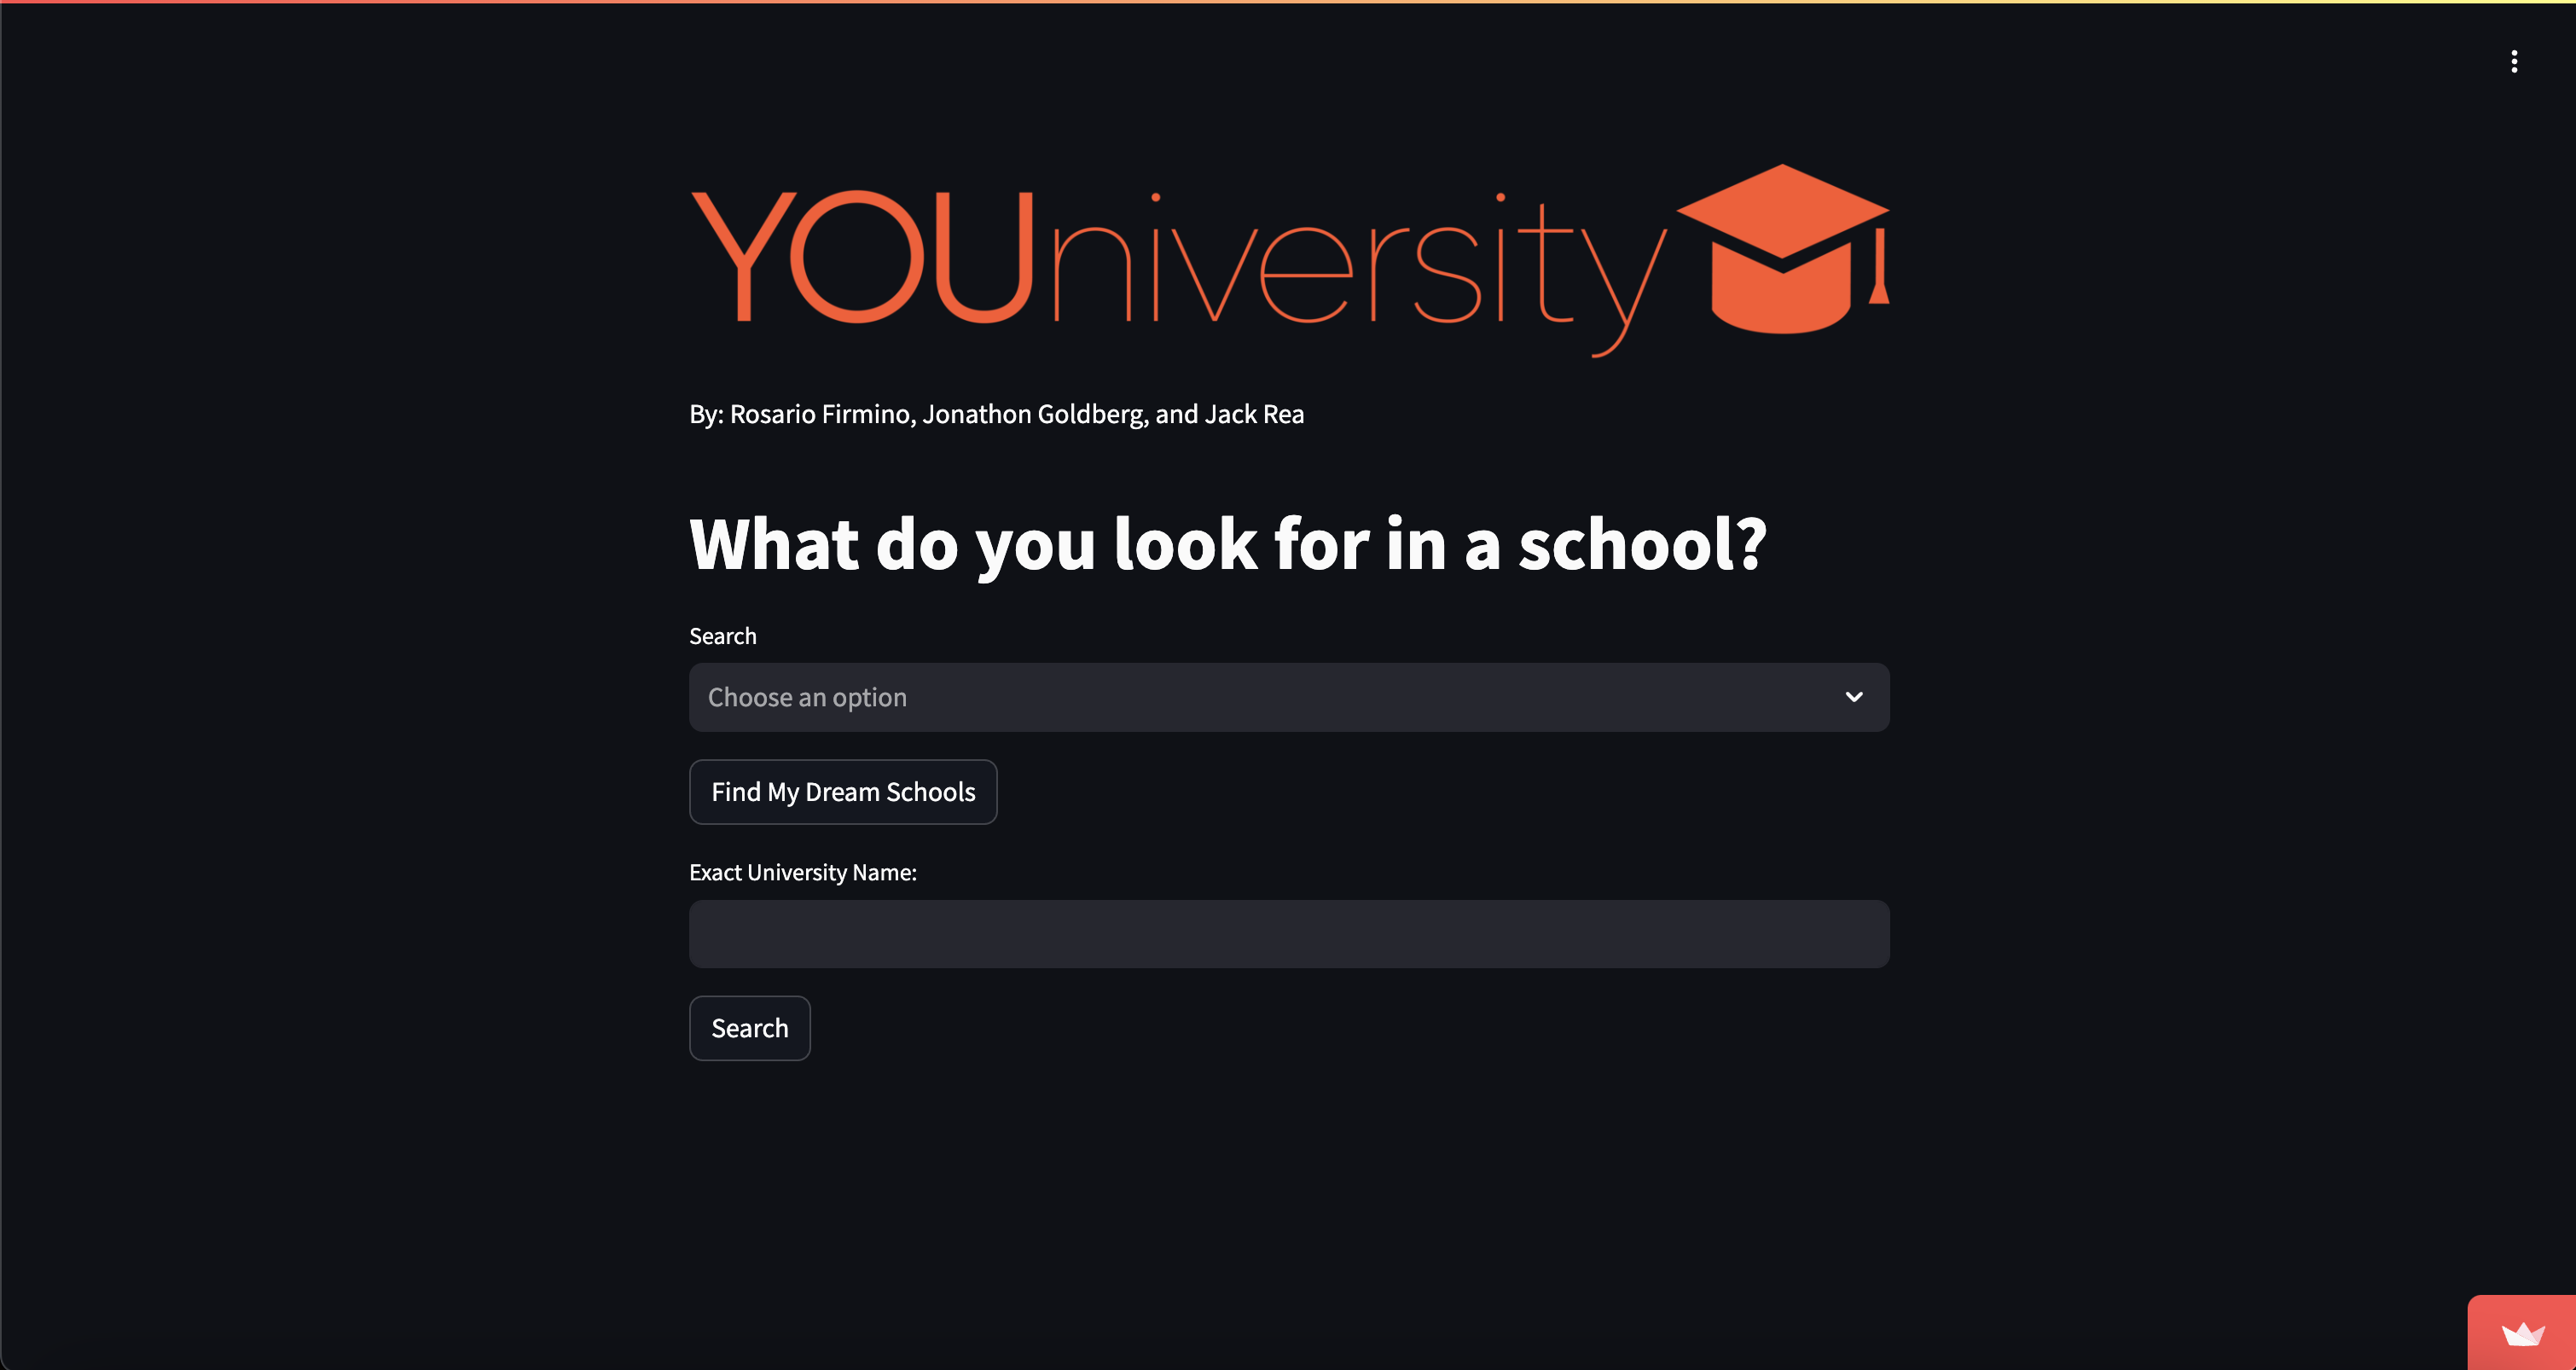 YOUniversity
By: Rosario Firmino, Jonathon Goldberg, and Jack Rea
What do you look for in a school?
Search
Choose an option
Find My Dream Schools
Exact University Name:
Search